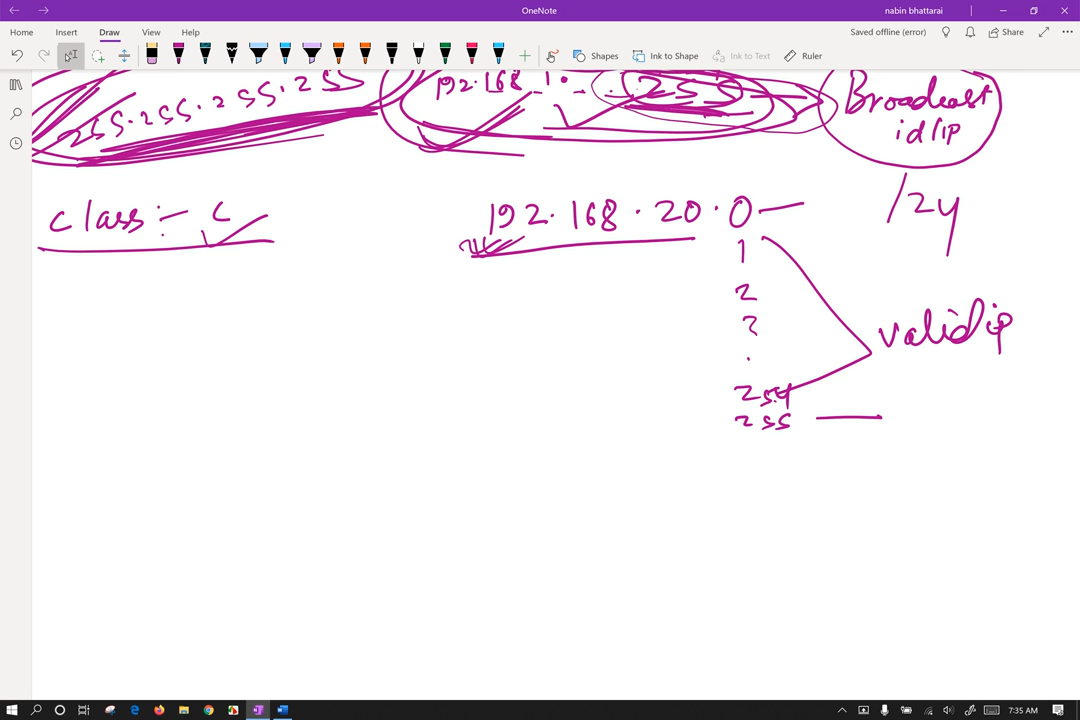 OneNote
nabin bhattarai
Home Insert Draw View Help
Saved offline (error) Share
Shapes Ink to Shape Ink to Text Ruler
255.255.255
192.168.1. 255
Broadcast
id/ip
class :- C
192.168.20.0
/24
1
2
valid ip
.
254
255
7:35 AM